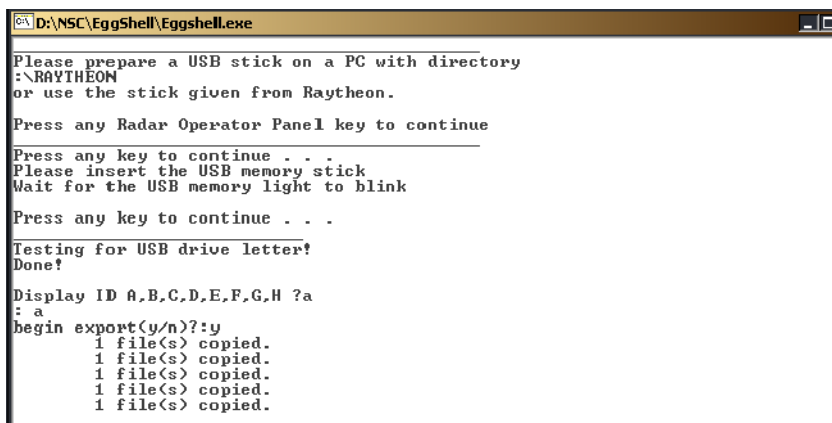 D:\NSC\EggShell\Eggshell.exe
Please prepare a USB stick on a PC with directory
:\RAYTHEON
or use the stick given from Raytheon.
Press any Radar Operator Panel key to continue
Press any key to continue . . .
Please insert the USB memory stick
Wait for the USB memory light to blink
Press any key to continue . . .
Testing for USB drive letter!
Done!
Display ID A,B,C,D,E,F,G,H ?a
: a
begin export(y/n)?:y
1 file(s) copied.
1 file(s) copied.
1 file(s) copied.
1 file(s) copied.
1 file(s) copied.